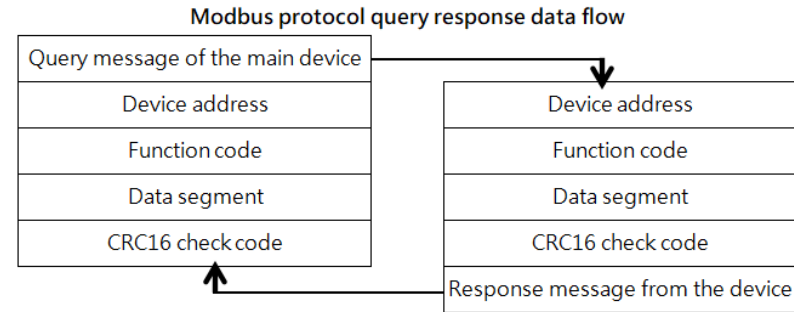 Modbus protocol query response data flow
Query message of the main device
Device address
Function code
Data segment
CRC16 check code
Device address
Function code
Data segment
CRC16 check code
Response message from the device